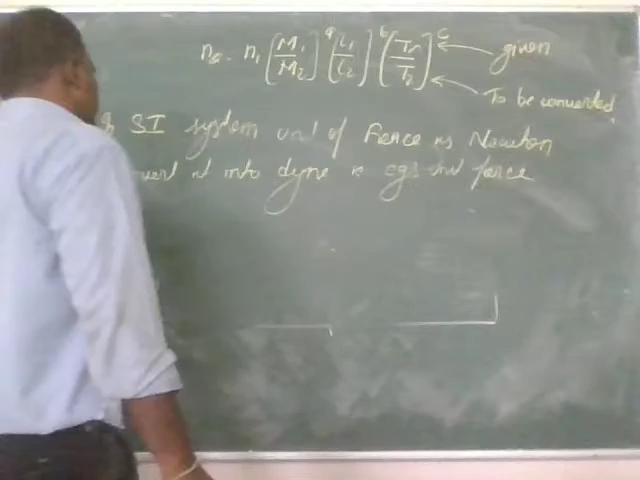 n₂ = n₁ [M₁/M₂]ᵃ [L₁/L₂]ᵇ [T₁/T₂]ᶜ given
To be converted
SI system unit of Force is Newton
it into dyne in cgs unit force